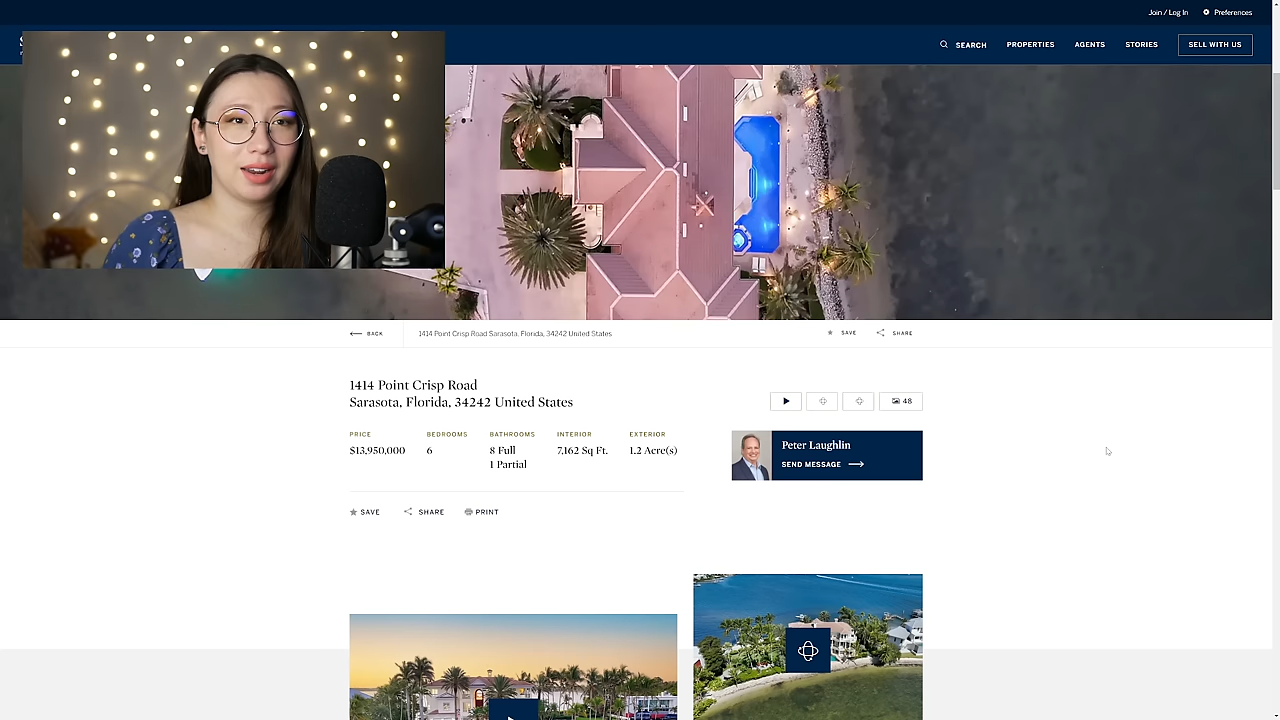 Join / Log In
Preferences
SEARCH
PROPERTIES
AGENTS
STORIES
SELL WITH US
BACK
1414 Point Crisp Road Sarasota, Florida, 34242 United States
SAVE
SHARE
1414 Point Crisp Road
Sarasota, Florida, 34242 United States
48
PRICE
BEDROOMS
BATHROOMS
INTERIOR
EXTERIOR
$13,950,000
6
8 Full
1 Partial
7,162 Sq Ft.
1.2 Acre(s)
Peter Laughlin
SEND MESSAGE
SAVE
SHARE
PRINT